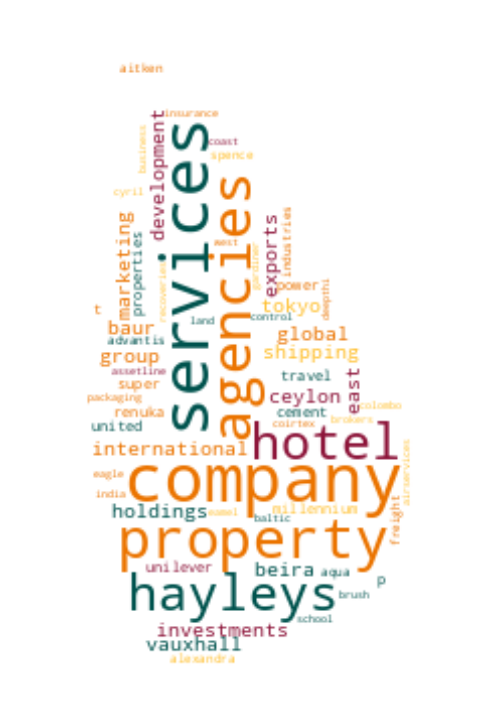 aitken
insurance
development
business
services
coast
spence
cyril
agencies
marketing
properties
recoveries
west
gardiner
exports
industries
power
deepthi
tokyo
t
land
control
baur
advantis
global
group
shipping
assetline
super
travel
east
packaging
renuka
ceylon
colombo
united
cement
coirtex
brokers
international
hotel
airservices
eagle
company
india
holdings
eamel
millennium
baltic
freight
property
unilever
beira
aqua
p
hayleys
brush
school
investments
vauxhall
alexandra